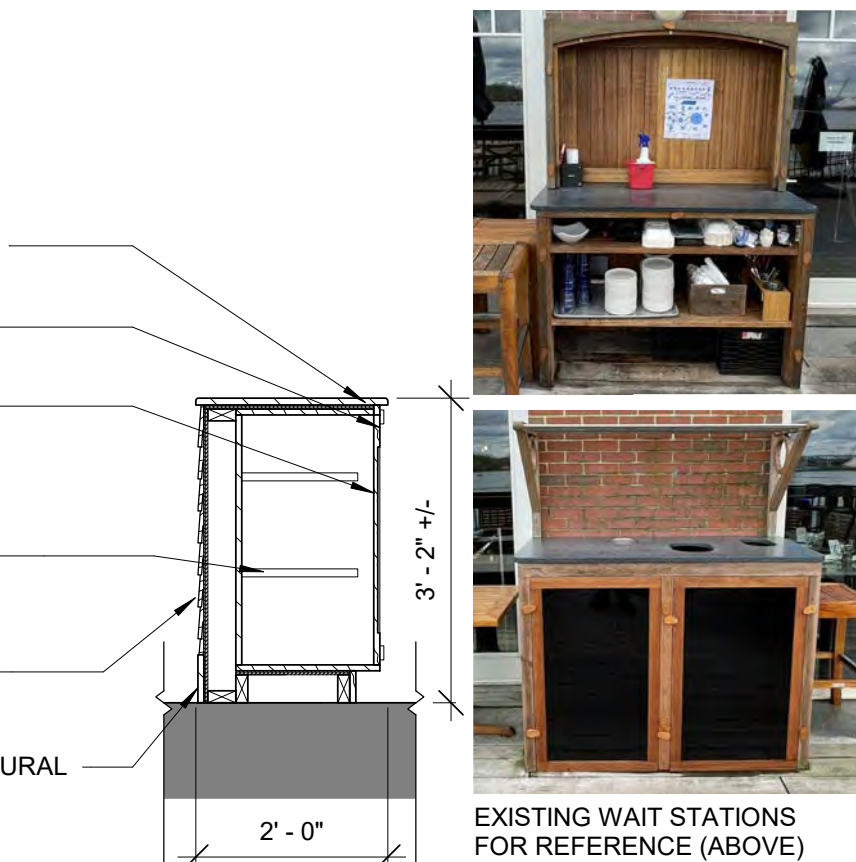 3' - 2" +/-
URAL
2' - 0"
EXISTING WAIT STATIONS
FOR REFERENCE (ABOVE)